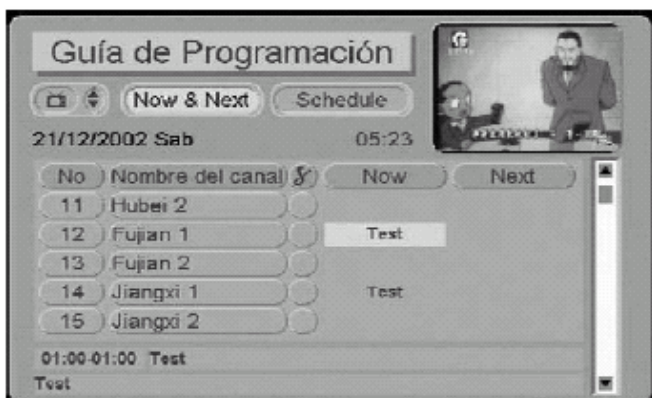 Guía de Programación
Now & Next Schedule
21/12/2002 Sab 05:23
No Nombre del canal Now Next
11 Hubei 2
12 Fujian 1 Test
13 Fujian 2
14 Jiangxi 1 Test
15 Jiangxi 2
01:00-01:00 Test
Test